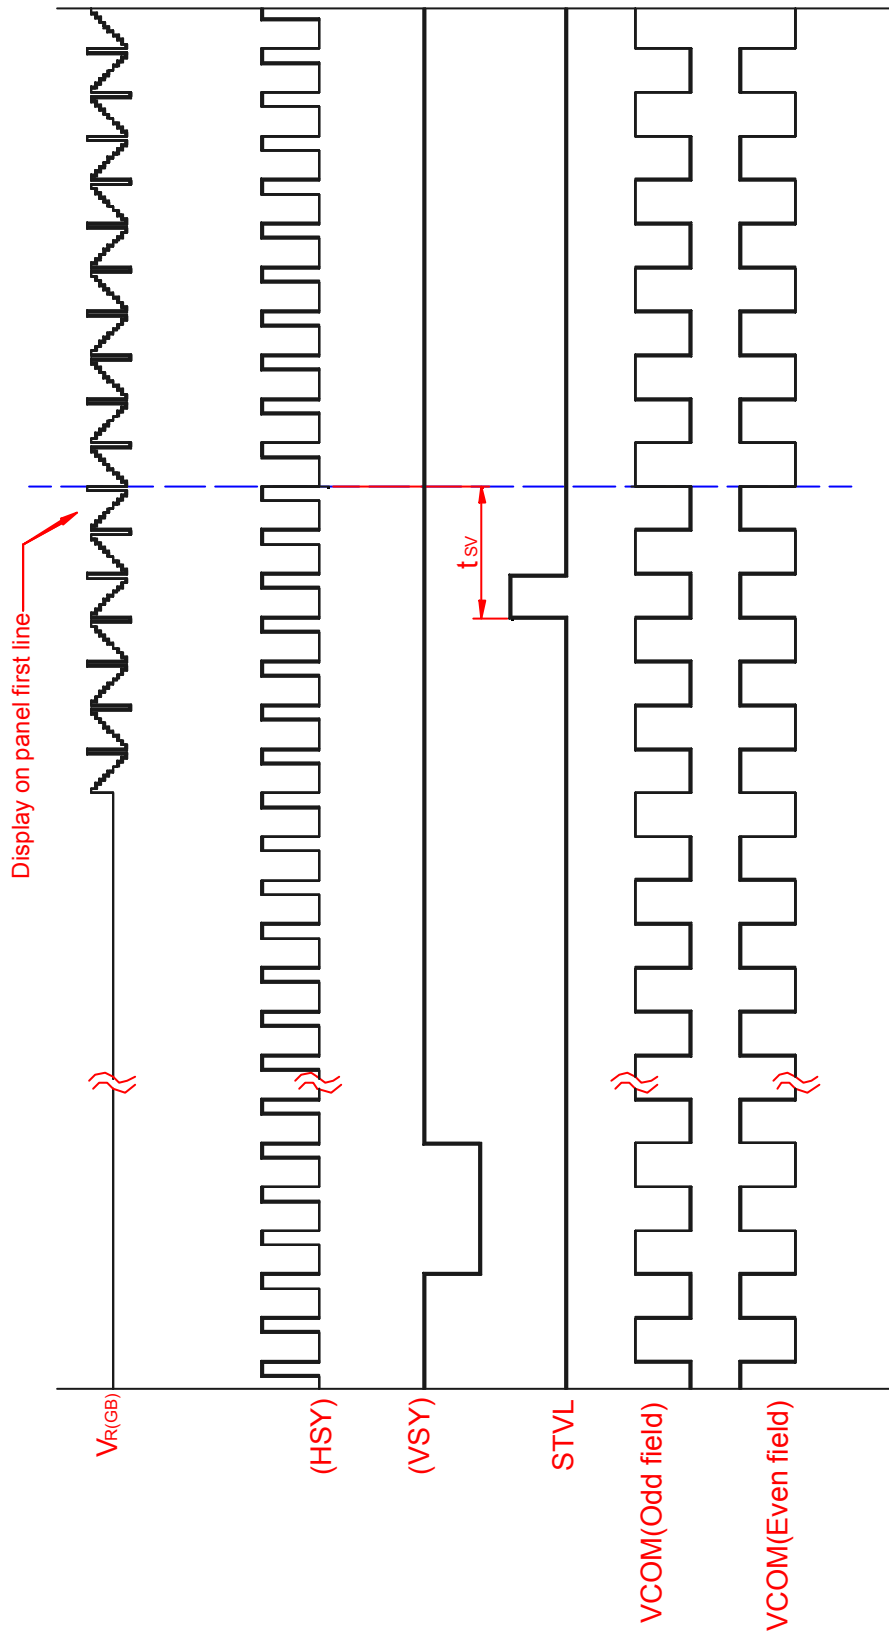 Display on panel first line
tSV
VR(GB)
(HSY)
(VSY)
STVL
VCOM(Odd field)
VCOM(Even field)